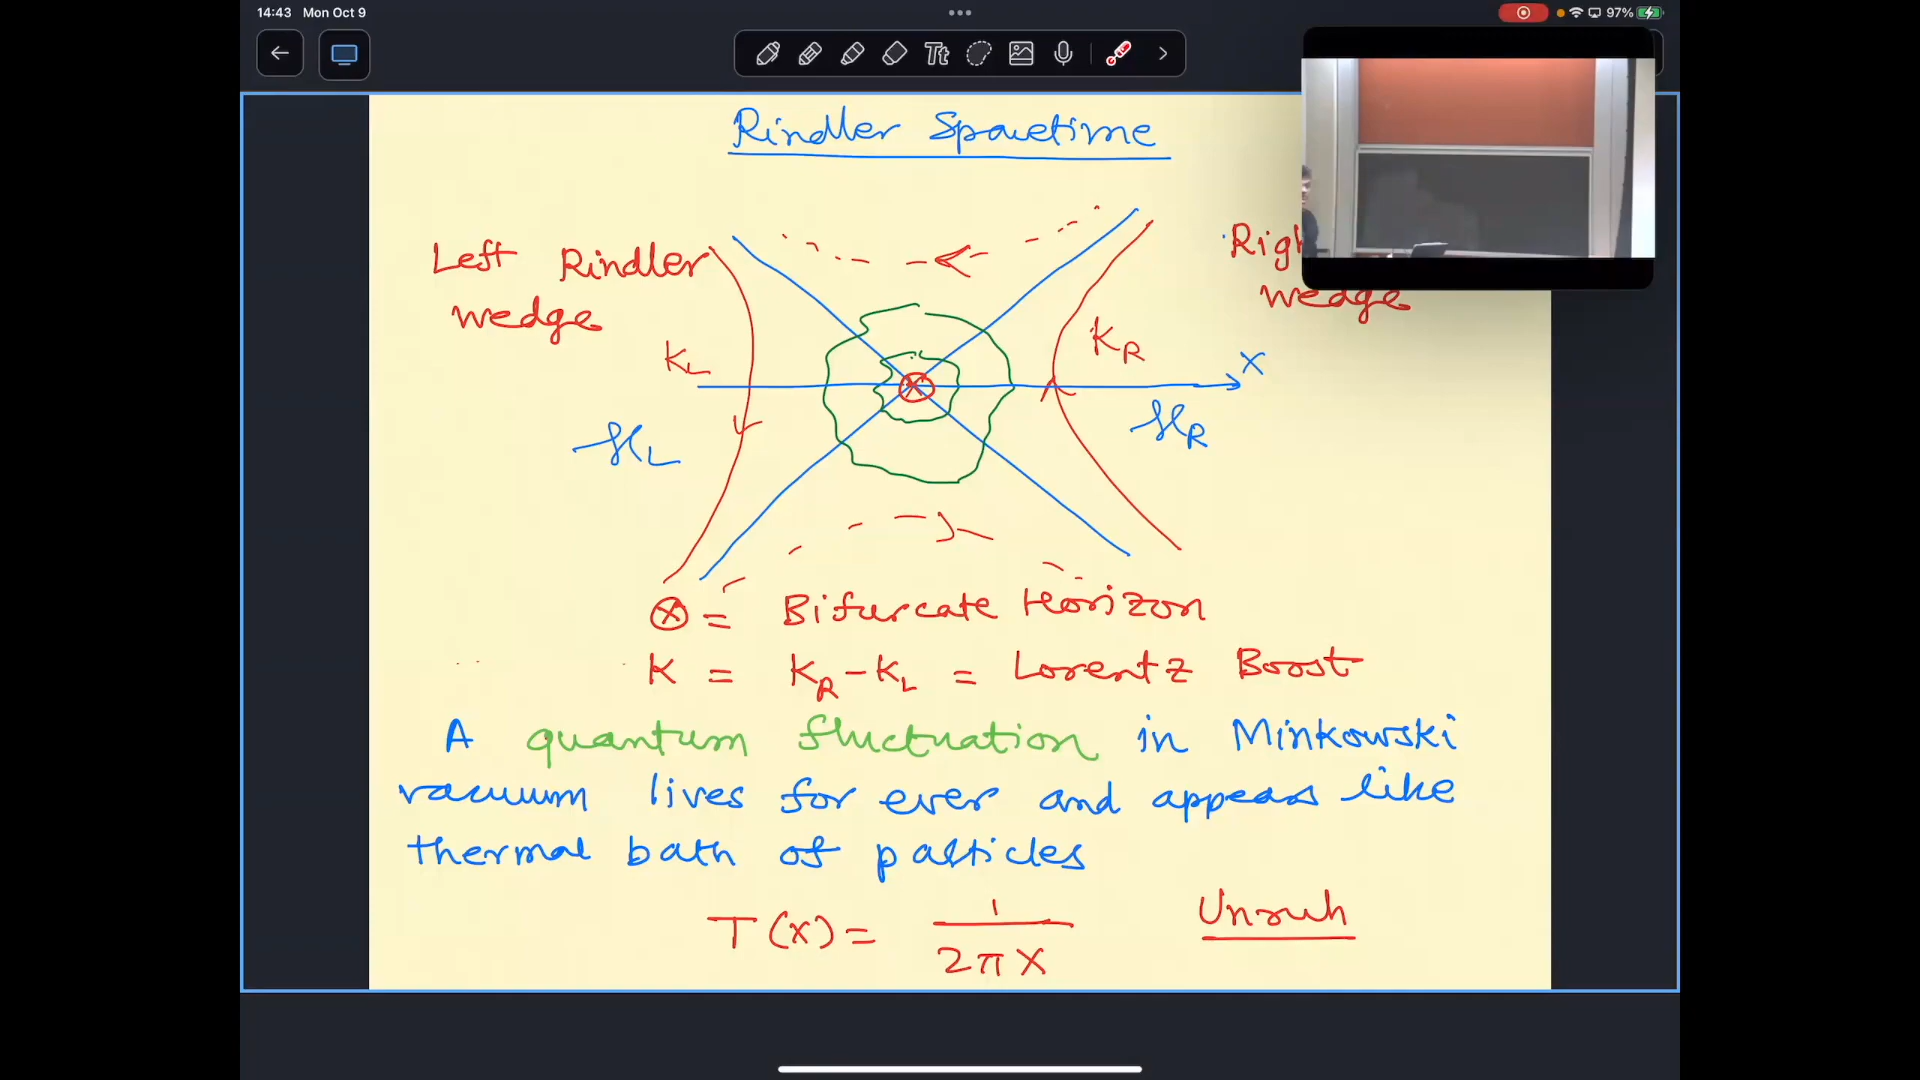 14:43 Mon Oct 9
97%
Tt
Rindler Spacetime
Left Rindler
wedge
wedge
K_L
K_R
X
ℋ_L
ℋ_R
⊗ = Bifurcate Horizon
K = K_R - K_L = Lorentz Boost
A quantum fluctuation in Minkowski
vacuum lives for ever and appears like
thermal bath of particles
T(x) = 1 / 2πX
Unruh